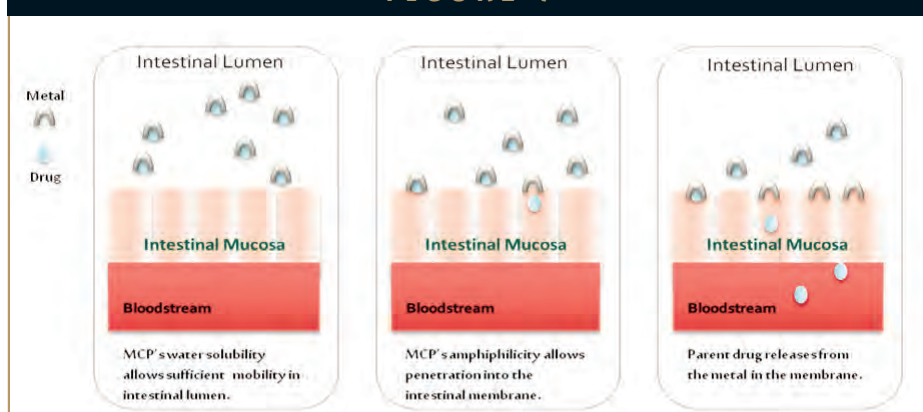 Intestinal Lumen
Metal
Drug
Intestinal Mucosa
Bloodstream
MCP's water solubility
allows sufficient mobility in
intestinal lumen.
Intestinal Lumen
Intestinal Mucosa
Bloodstream
MCP's amphiphilicity allows
penetration into the
intestinal membrane.
Intestinal Lumen
Intestinal Mucosa
Bloodstream
Parent drug releases from
the metal in the membrane.